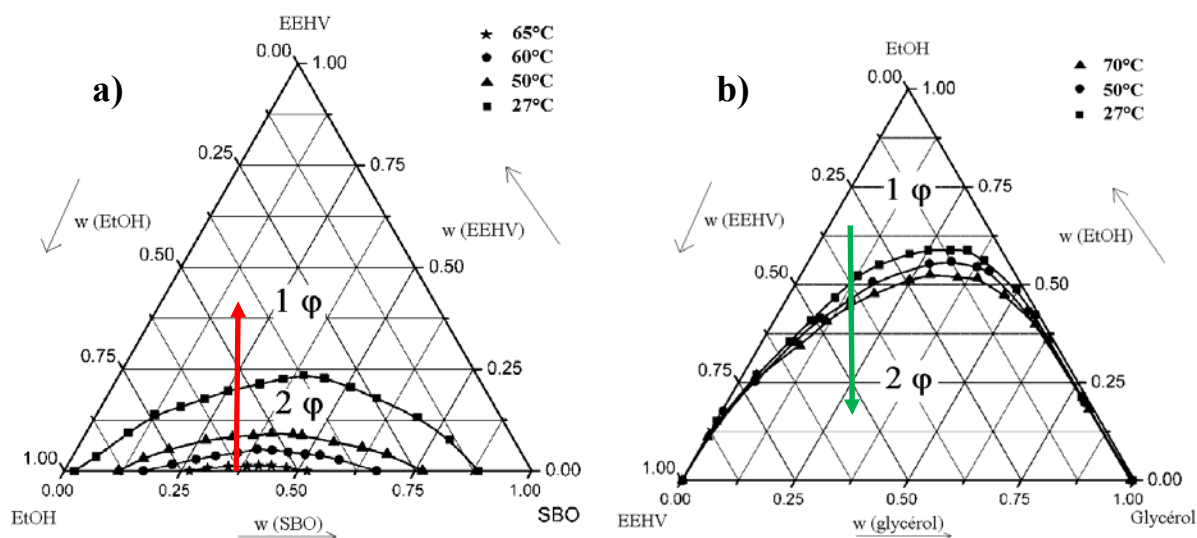 a)
EEHV
0.00
1.00
65°C
60°C
50°C
27°C
0.25
0.75
w (EtOH)
w (EEHV)
0.50
0.50
1 φ
0.75
0.25
2 φ
1.00
0.00
0.00
0.25
0.50
0.75
1.00
EtOH
w (SBO)
SBO
b)
EtOH
0.00
1.00
70°C
50°C
27°C
0.25
0.75
1 φ
w (EEHV)
w (EtOH)
0.50
0.50
0.75
0.25
2 φ
1.00
0.00
0.00
0.25
0.50
0.75
1.00
EEHV
w (glycérol)
Glycérol